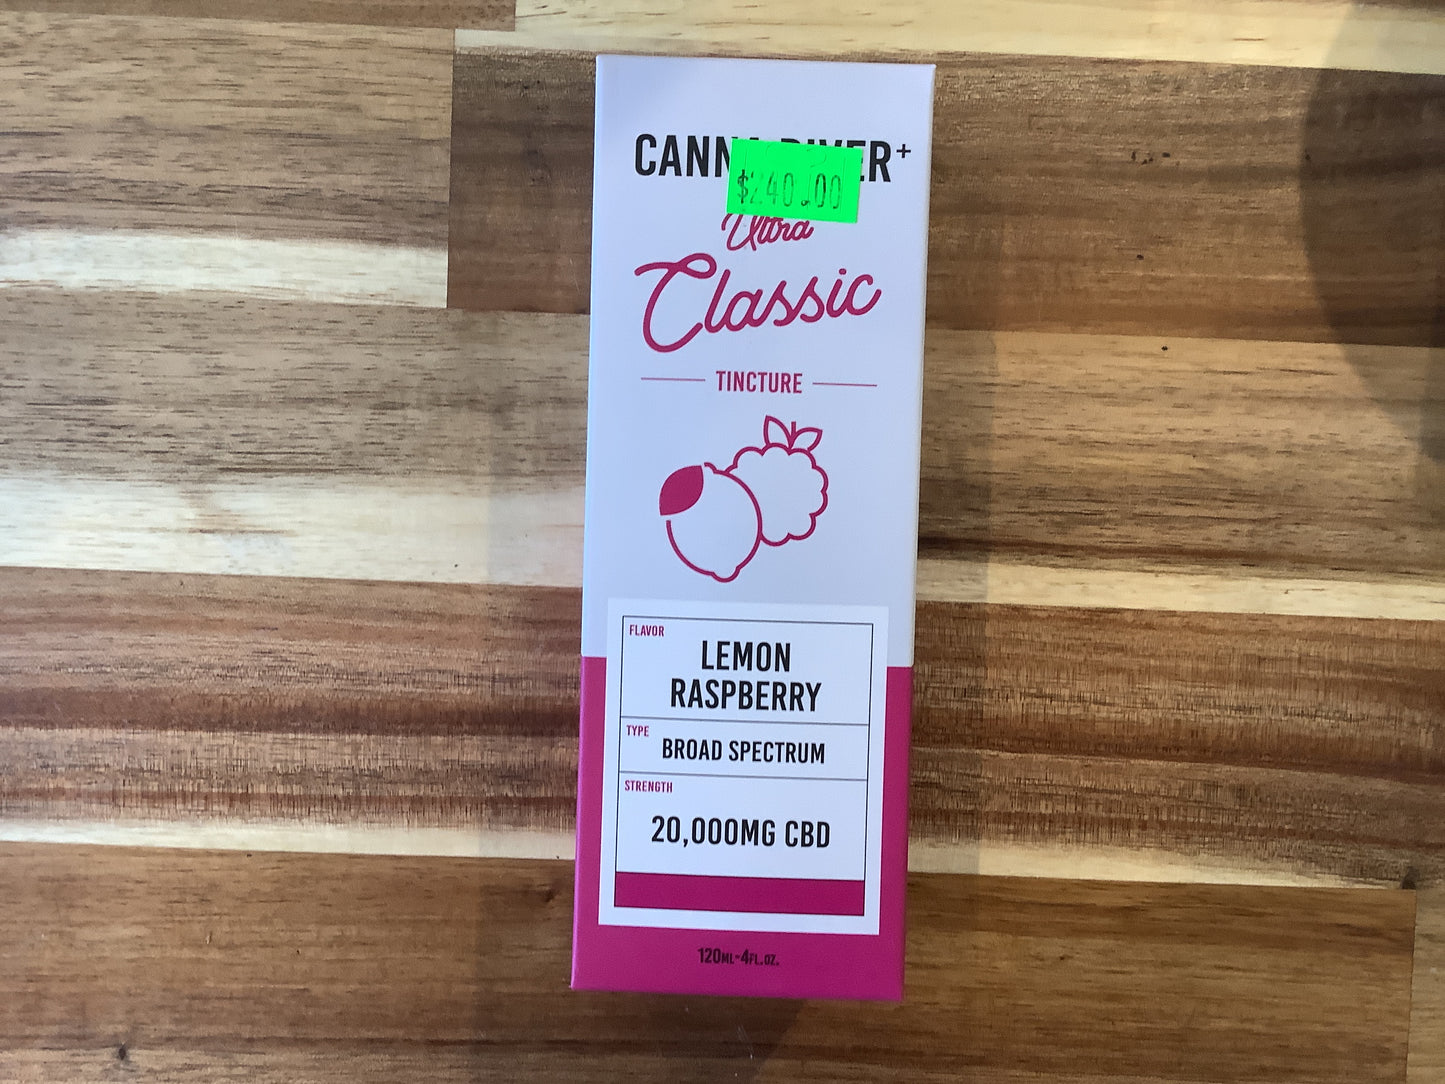 CANNA RIVER+
$240.00
Ultra
Classic
TINCTURE
FLAVOR
LEMON
RASPBERRY
TYPE
BROAD SPECTRUM
STRENGTH
20,000MG CBD
120ML-4FL.OZ.